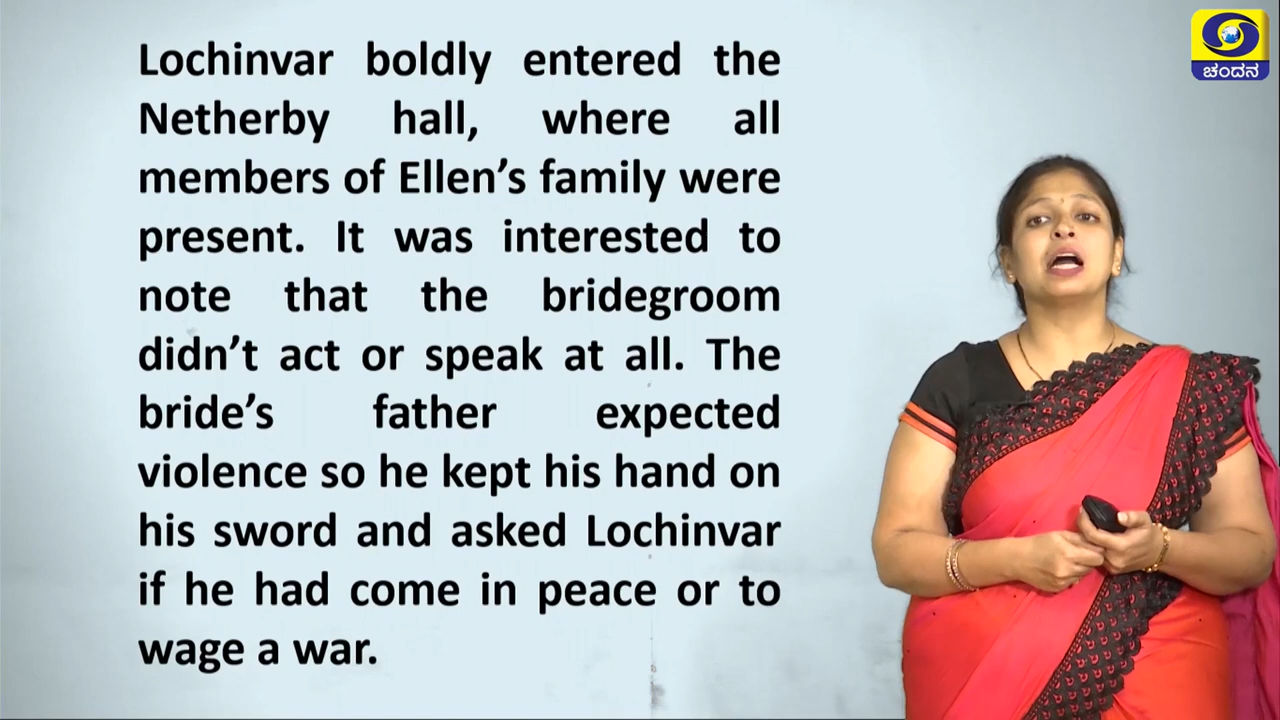 Lochinvar boldly entered the
Netherby hall, where all
members of Ellen’s family were
present. It was interested to
note that the bridegroom
didn’t act or speak at all. The
bride’s father expected
violence so he kept his hand on
his sword and asked Lochinvar
if he had come in peace or to
wage a war.
ಚಂದನ